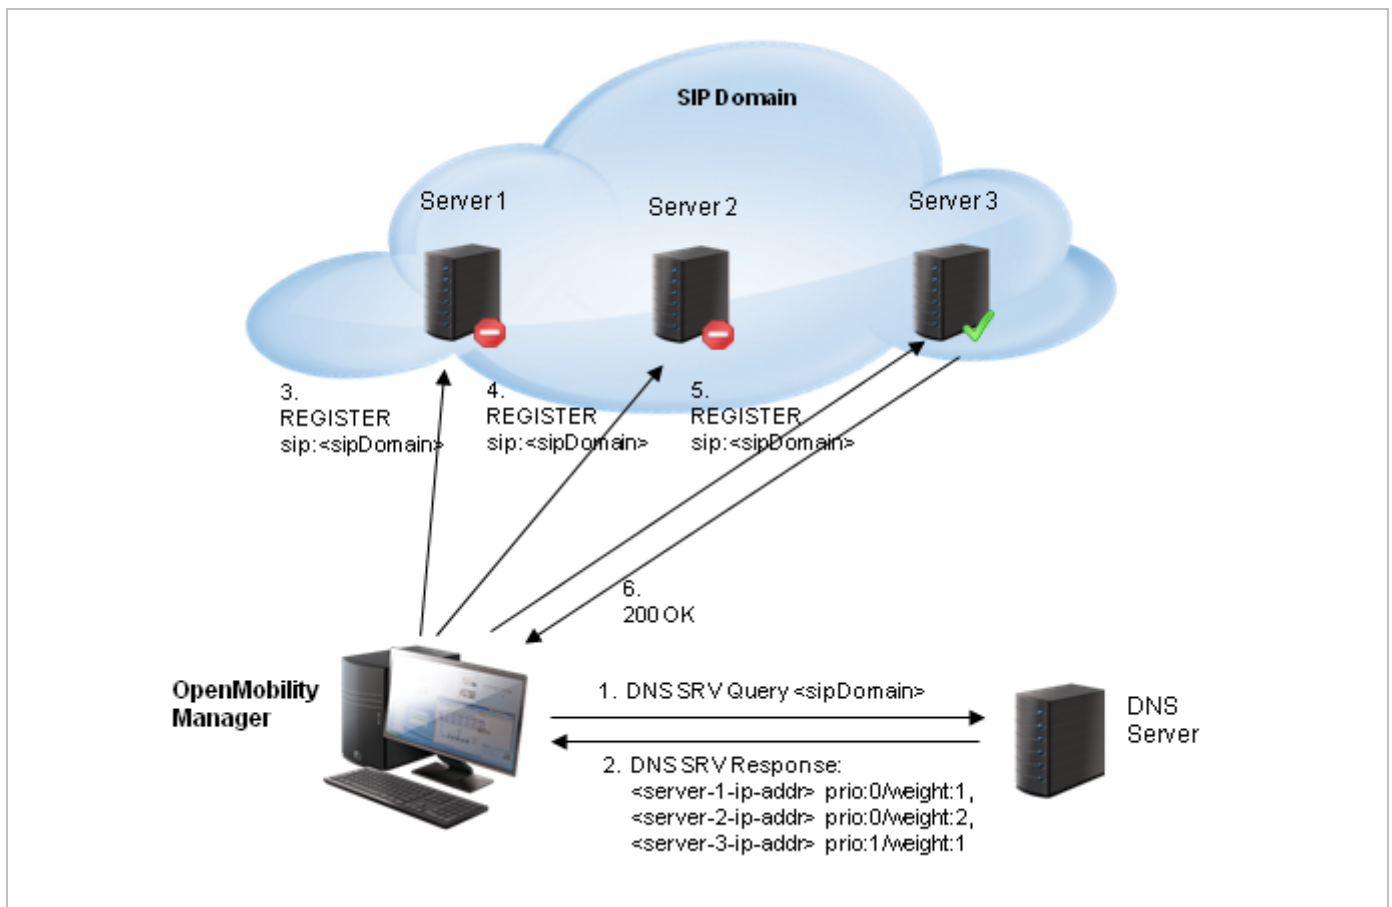 SIP Domain
Server 1
Server 2
Server 3
3.
REGISTER
sip:<sipDomain>
4.
REGISTER
sip:<sipDomain>
5.
REGISTER
sip:<sipDomain>
6.
200 OK
OpenMobility
Manager
1. DNS SRV Query <sipDomain>
DNS
Server
2. DNS SRV Response:
<server-1-ip-addr> prio:0/weight:1,
<server-2-ip-addr> prio:0/weight:2,
<server-3-ip-addr> prio:1/weight:1